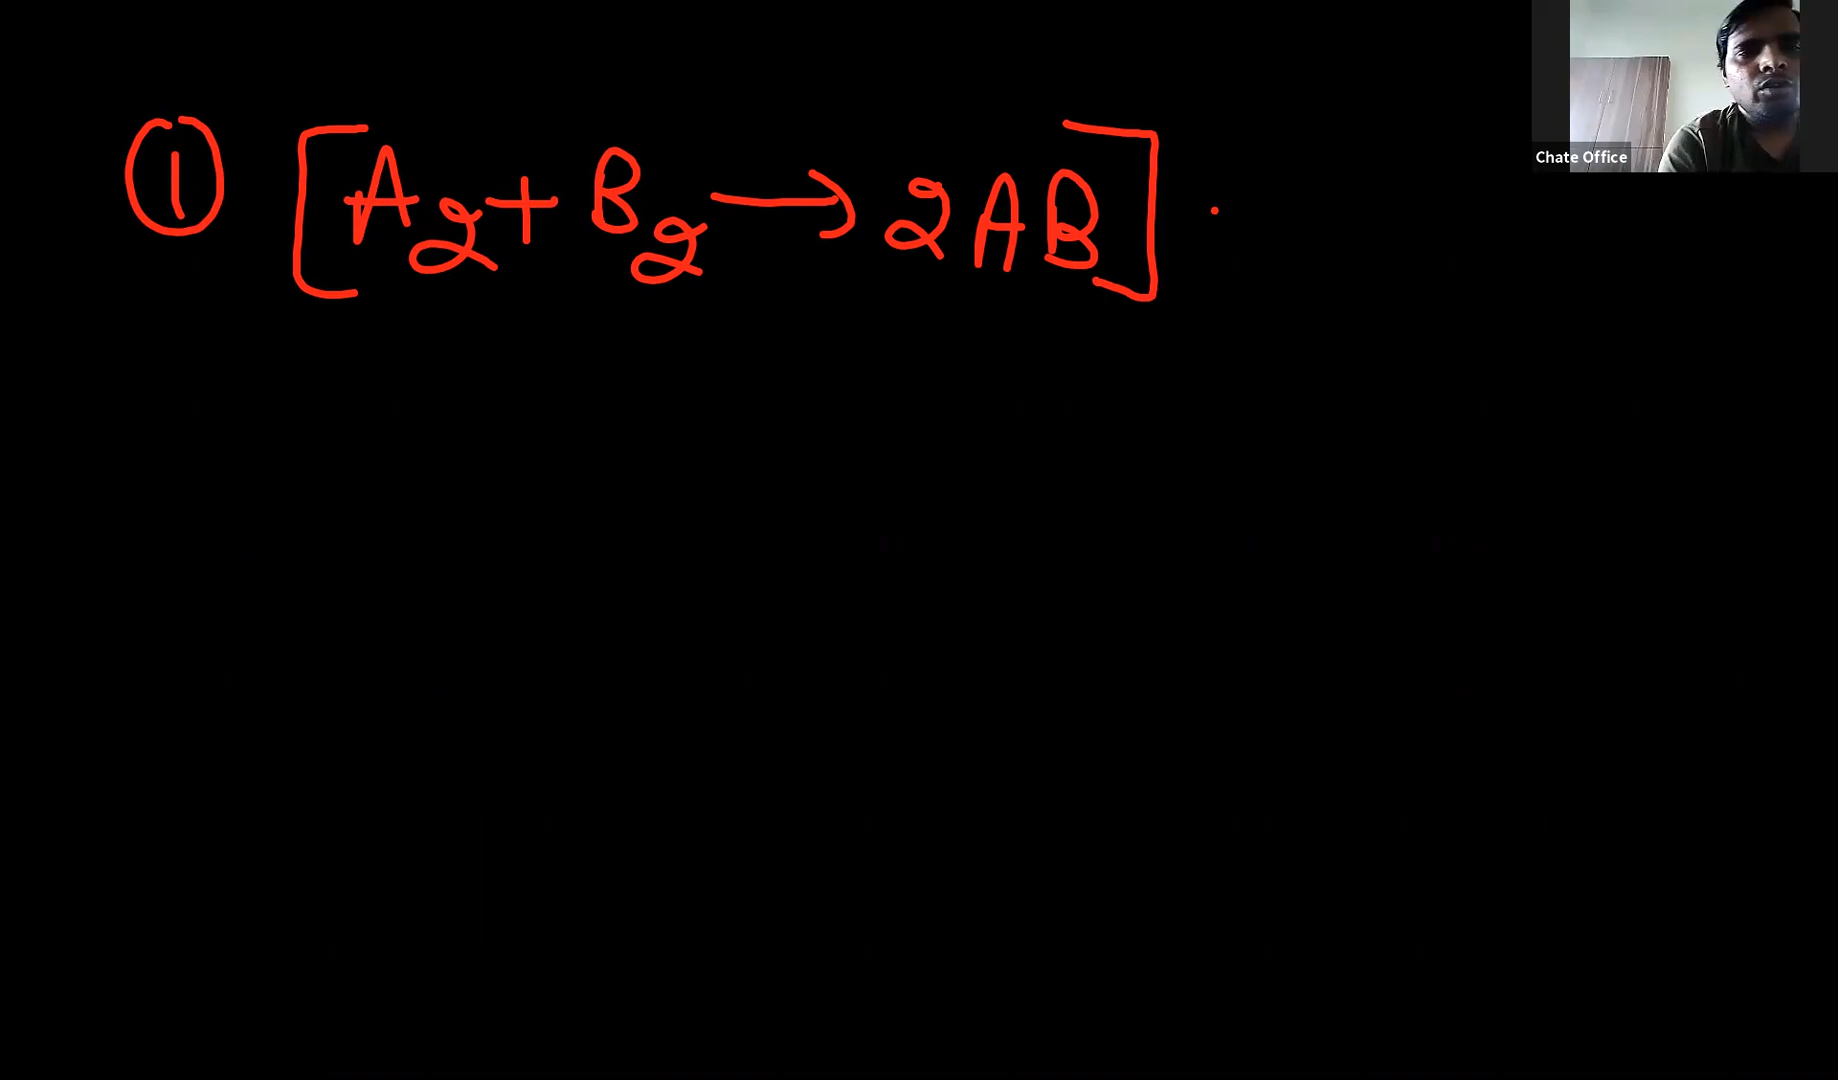 ① [A₂ + B₂ → 2AB] .
Chate Office